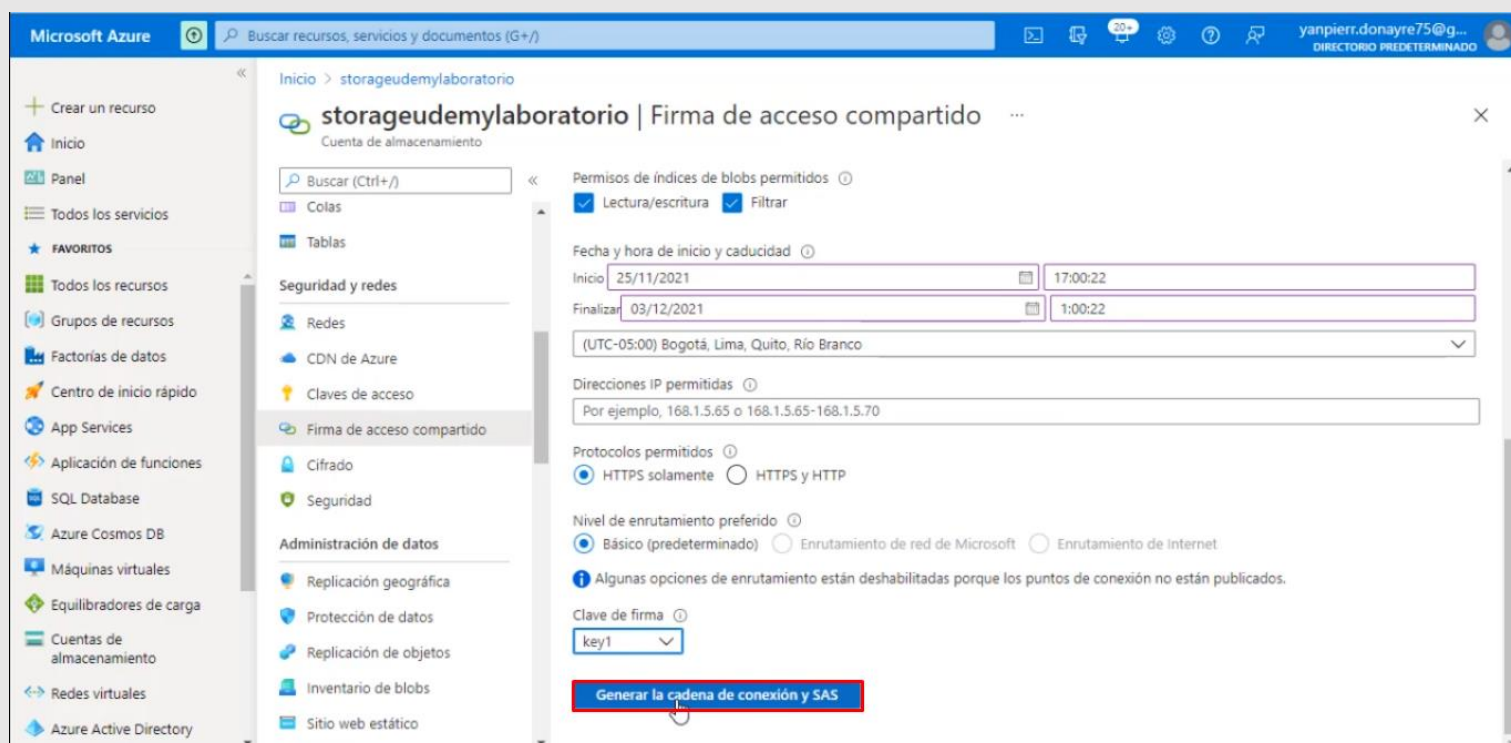 Microsoft Azure
Buscar recursos, servicios y documentos (G+/)
20+
yanpierr.donayre75@g...
DIRECTORIO PREDETERMINADO
Crear un recurso
Inicio
Panel
Todos los servicios
FAVORITOS
Todos los recursos
Grupos de recursos
Factorías de datos
Centro de inicio rápido
App Services
Aplicación de funciones
SQL Database
Azure Cosmos DB
Máquinas virtuales
Equilibradores de carga
Cuentas de
almacenamiento
Redes virtuales
Azure Active Directory
Inicio > storageudemylaboratorio
storageudemylaboratorio | Firma de acceso compartido ...
Cuenta de almacenamiento
Buscar (Ctrl+/)
Colas
Tablas
Seguridad y redes
Redes
CDN de Azure
Claves de acceso
Firma de acceso compartido
Cifrado
Seguridad
Administración de datos
Replicación geográfica
Protección de datos
Replicación de objetos
Inventario de blobs
Sitio web estático
Permisos de índices de blobs permitidos
Lectura/escritura Filtrar
Fecha y hora de inicio y caducidad
Inicio 25/11/2021 17:00:22
Finalizar 03/12/2021 1:00:22
(UTC-05:00) Bogotá, Lima, Quito, Río Branco
Direcciones IP permitidas
Por ejemplo, 168.1.5.65 o 168.1.5.65-168.1.5.70
Protocolos permitidos
HTTPS solamente HTTPS y HTTP
Nivel de enrutamiento preferido
Básico (predeterminado) Enrutamiento de red de Microsoft Enrutamiento de Internet
Algunas opciones de enrutamiento están deshabilitadas porque los puntos de conexión no están publicados.
Clave de firma
key1
Generar la cadena de conexión y SAS